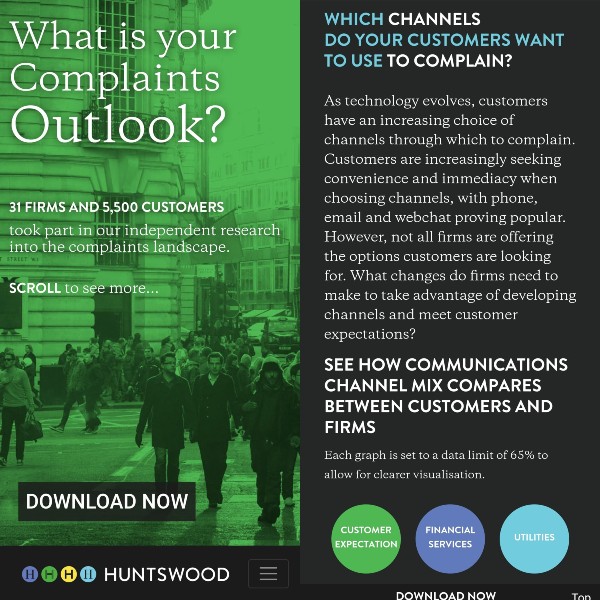 What is your
Complaints
Outlook?
31 FIRMS AND 5,500 CUSTOMERS
took part in our independent research
into the complaints landscape.
SCROLL to see more...
DOWNLOAD NOW
HHHH HUNTSWOOD
WHICH CHANNELS
DO YOUR CUSTOMERS WANT
TO USE TO COMPLAIN?
As technology evolves, customers
have an increasing choice of
channels through which to complain.
Customers are increasingly seeking
convenience and immediacy when
choosing channels, with phone,
email and webchat proving popular.
However, not all firms are offering
the options customers are looking
for. What changes do firms need to
make to take advantage of developing
channels and meet customer
expectations?
SEE HOW COMMUNICATIONS
CHANNEL MIX COMPARES
BETWEEN CUSTOMERS AND
FIRMS
Each graph is set to a data limit of 65% to
allow for clearer visualisation.
CUSTOMER
EXPECTATION
FINANCIAL
SERVICES
UTILITIES
DOWNLOAD NOW
Top